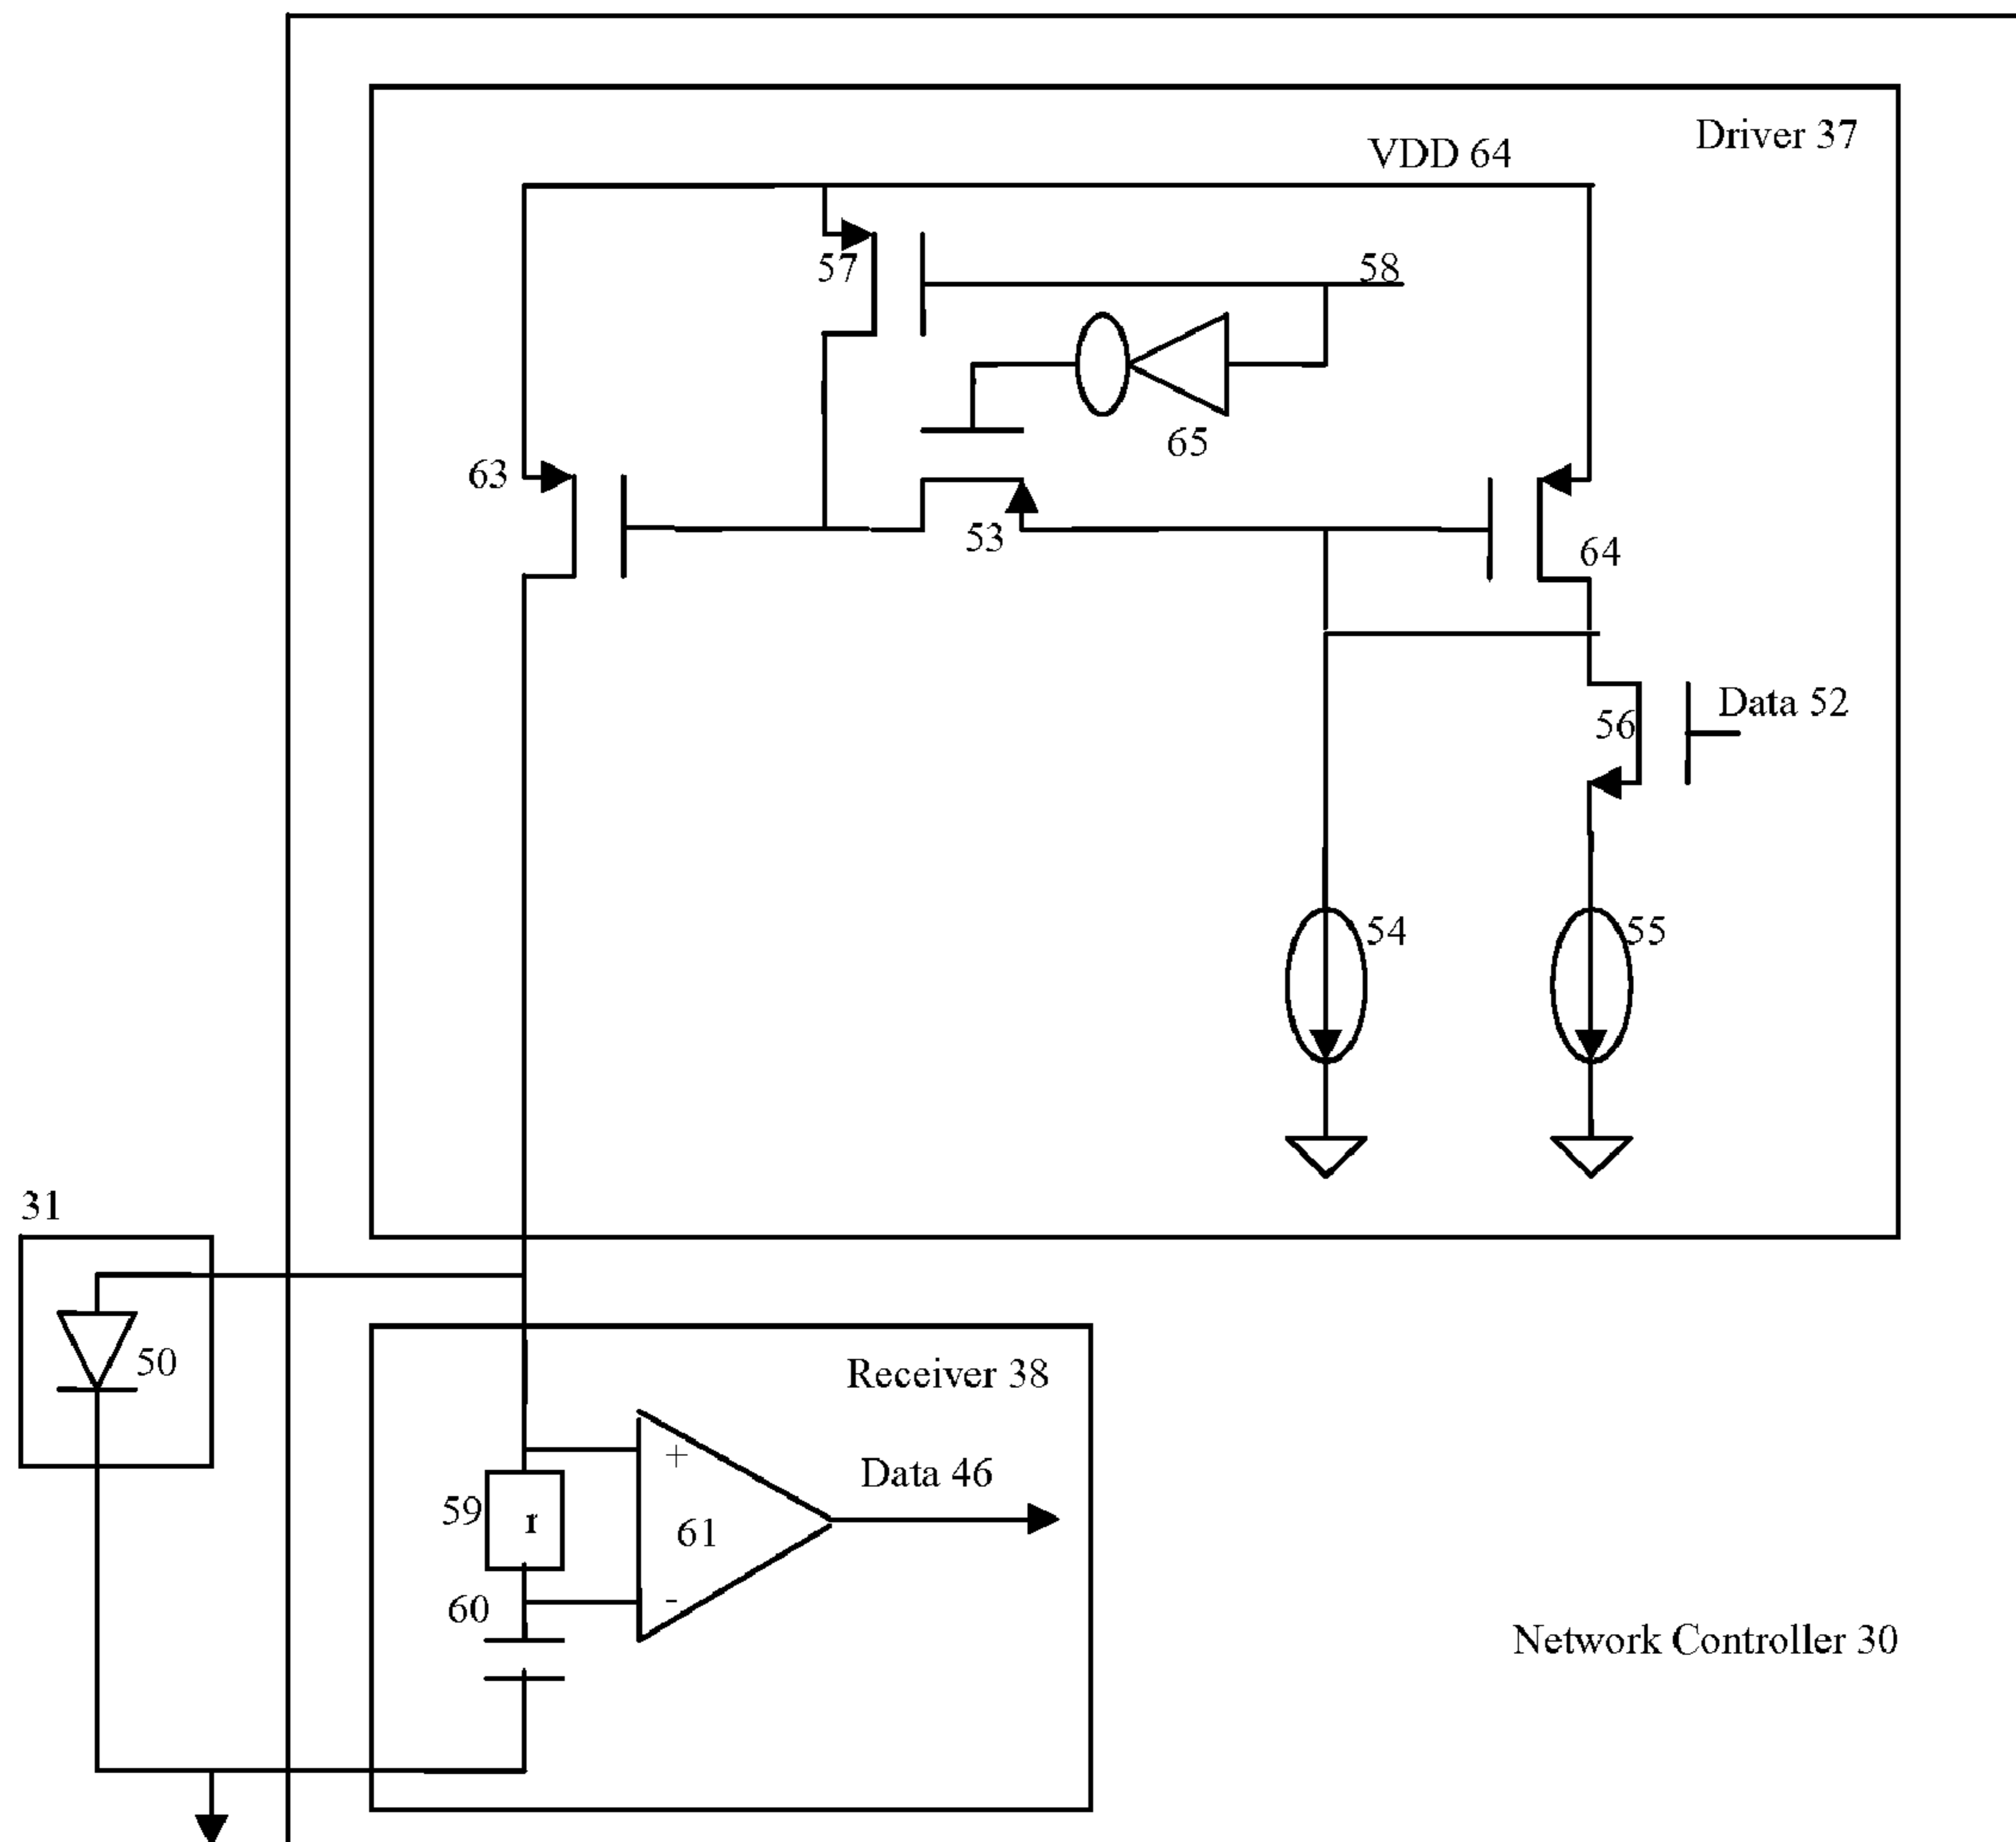 Driver 37
VDD 64
57
58
65
63
53
64
Data 52
56
54
55
31
50
Receiver 38
+
Data 46
59
r
61
60
-
Network Controller 30